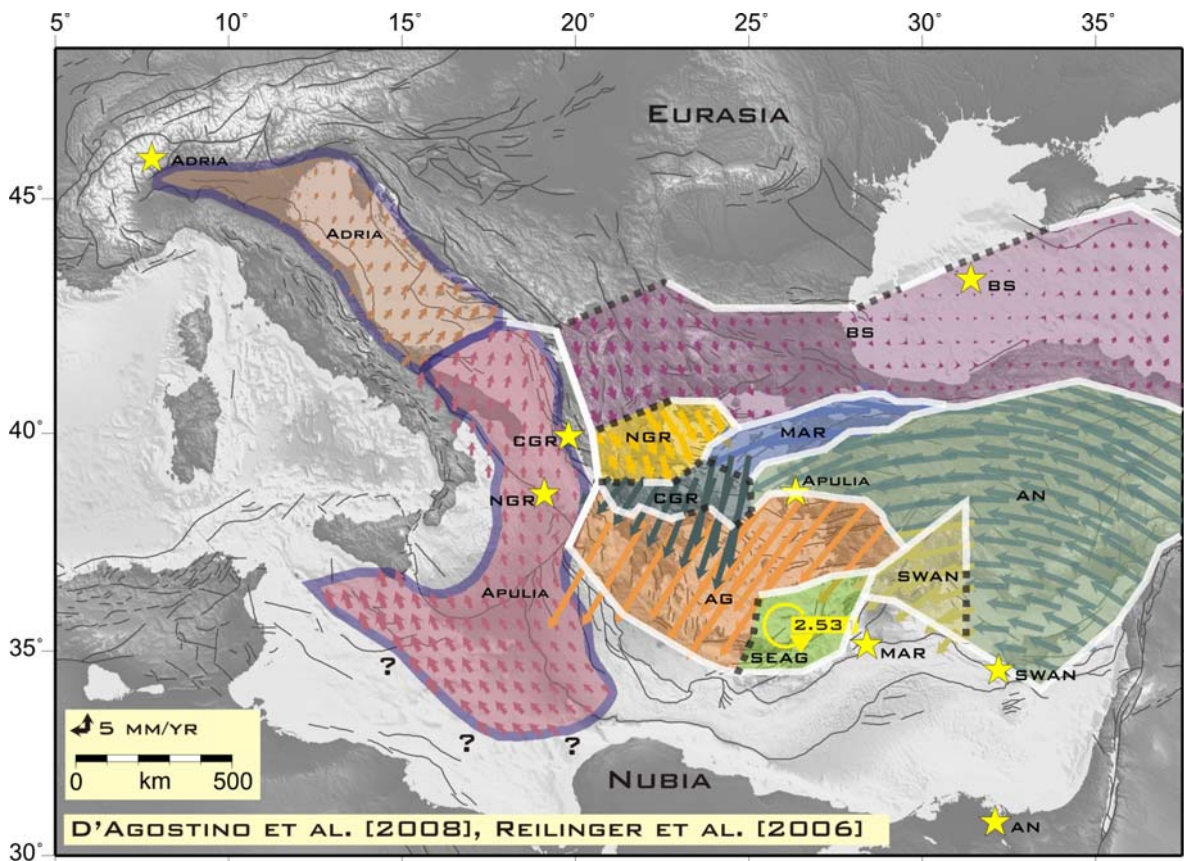 5° 10° 15° 20° 25° 30° 35°
EURASIA
ADRIA
45°
ADRIA
BS
BS
40°
NGR
MAR
CGR
CGR
APULIA
AN
NGR
SWAN
APULIA
AG
2.53
35°
SEAG
MAR
?
SWAN
5 MM/YR
? ?
0 km 500
NUBIA
AN
D'AGOSTINO ET AL. [2008], REILINGER ET AL. [2006]
30°